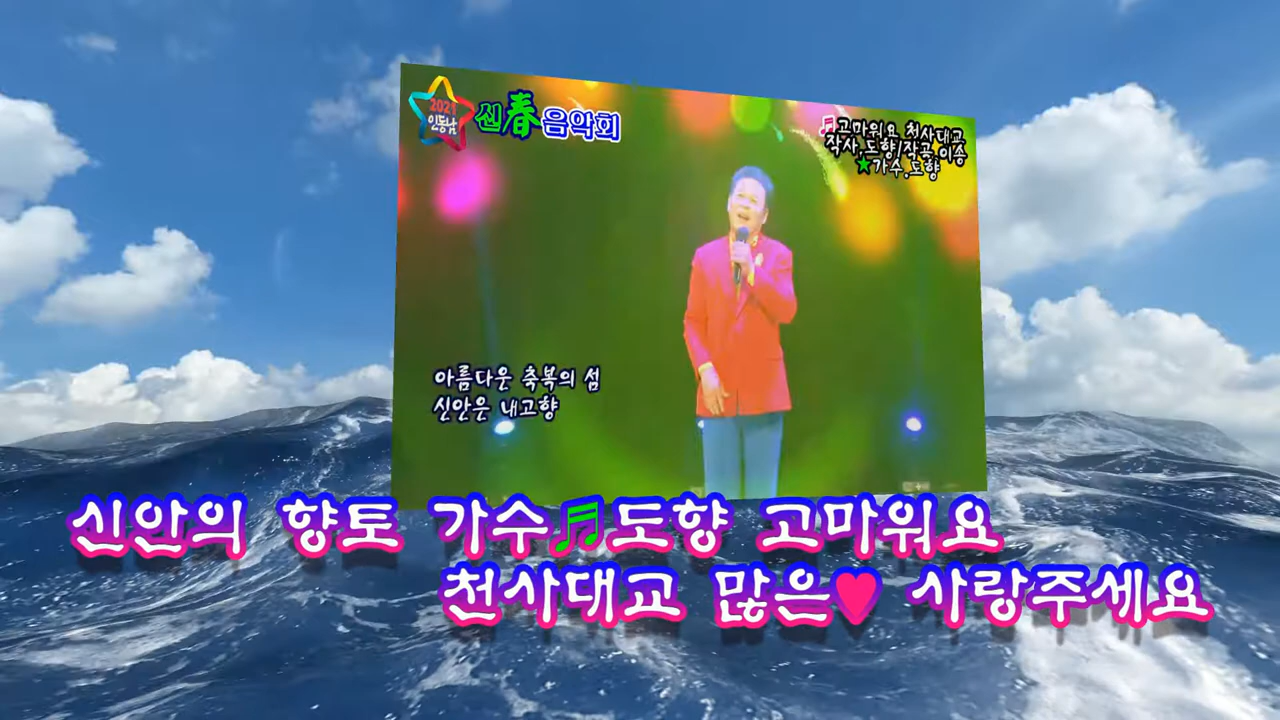 2021
인동남
신春음악회
🎵고마워요 천사대교
작사.도향/작곡.이종
★가수.도향
아름다운 축복의 섬
신안은 내고향
신안의 향토 가수🎵도향 고마워요
천사대교 많은♥ 사랑주세요